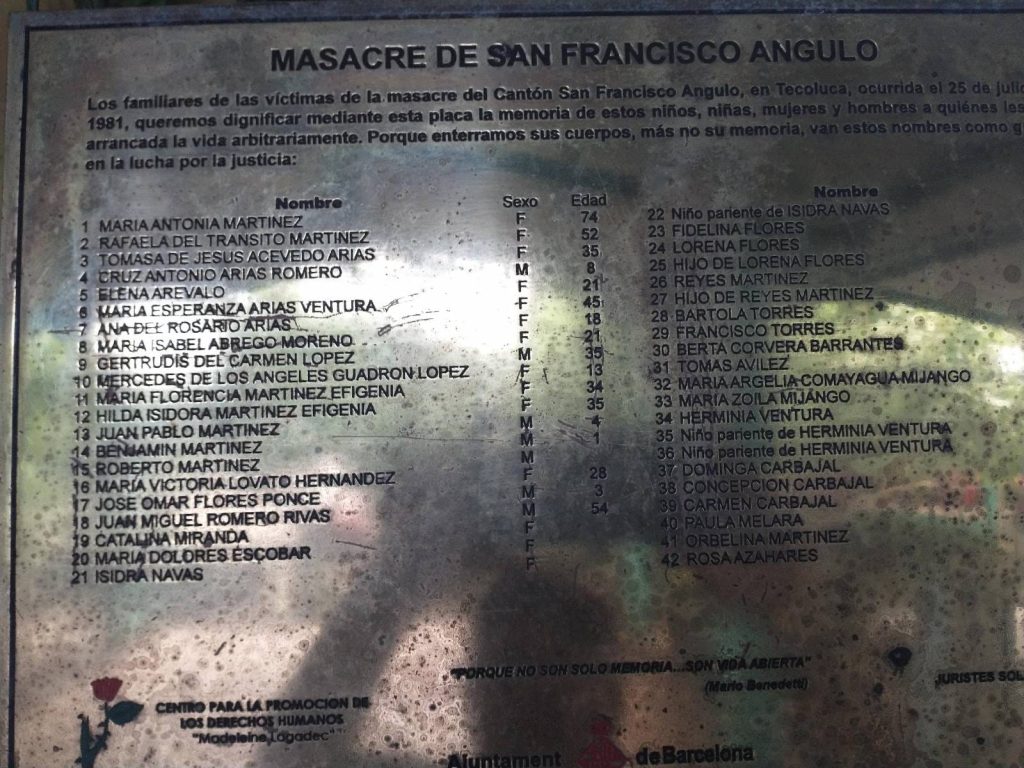 MASACRE DE SAN FRANCISCO ANGULO
Los familiares de las víctimas de la masacre del Cantón San Francisco Angulo, en Tecoluca, ocurrida el 25 de julio
1981, queremos dignificar mediante esta placa la memoria de estos niños, niñas, mujeres y hombres a quiénes les
arrancada la vida arbitrariamente. Porque enterramos sus cuerpos, más no su memoria, van estos nombres como
en la lucha por la justicia:
Nombre Sexo Edad
1 MARIA ANTONIA MARTINEZ F 74
2 RAFAELA DEL TRANSITO MARTINEZ F 52
3 TOMASA DE JESUS ACEVEDO ARIAS F 35
4 CRUZ ANTONIO ARIAS ROMERO M 8
5 ELENA AREVALO F 21
6 MARIA ESPERANZA ARIAS VENTURA F 45
7 ANA DEL ROSARIO ARIAS F 18
8 MARIA ISABEL ABREGO MORENO F 21
9 GERTRUDIS DEL CARMEN LOPEZ M 35
10 MERCEDES DE LOS ANGELES GUADRON LOPEZ F 13
11 MARIA FLORENCIA MARTINEZ EFIGENIA F 34
12 HILDA ISIDORA MARTINEZ EFIGENIA F 35
13 JUAN PABLO MARTINEZ M 4
14 BENJAMIN MARTINEZ M 1
15 ROBERTO MARTINEZ M
16 MARÍA VICTORIA LOVATO HERNANDEZ F 28
17 JOSE OMAR FLORES PONCE M 3
18 JUAN MIGUEL ROMERO RIVAS M 54
19 CATALINA MIRANDA F
20 MARIA DOLORES ESCOBAR F
21 ISIDRA NAVAS F
Nombre
22 Niño pariente de ISIDRA NAVAS
23 FIDELINA FLORES
24 LORENA FLORES
25 HIJO DE LORENA FLORES
26 REYES MARTINEZ
27 HIJO DE REYES MARTINEZ
28 BARTOLA TORRES
29 FRANCISCO TORRES
30 BERTA CORVERA BARRANTES
31 TOMAS AVILEZ
32 MARIA ARGELIA COMAYAGUA MIJANGO
33 MARIA ZOILA MIJANGO
34 HERMINIA VENTURA
35 Niño pariente de HERMINIA VENTURA
36 Niño pariente de HERMINIA VENTURA
37 DOMINGA CARBAJAL
38 CONCEPCION CARBAJAL
39 CARMEN CARBAJAL
40 PAULA MELARA
41 ORBELINA MARTINEZ
42 ROSA AZAHARES
"PORQUE NO SON SOLO MEMORIA...SON VIDA ABIERTA"
(Mario Benedetti)
CENTRO PARA LA PROMOCION DE
LOS DERECHOS HUMANOS
"Madeleine Lagadec"
Ajuntament de Barcelona
JURISTES